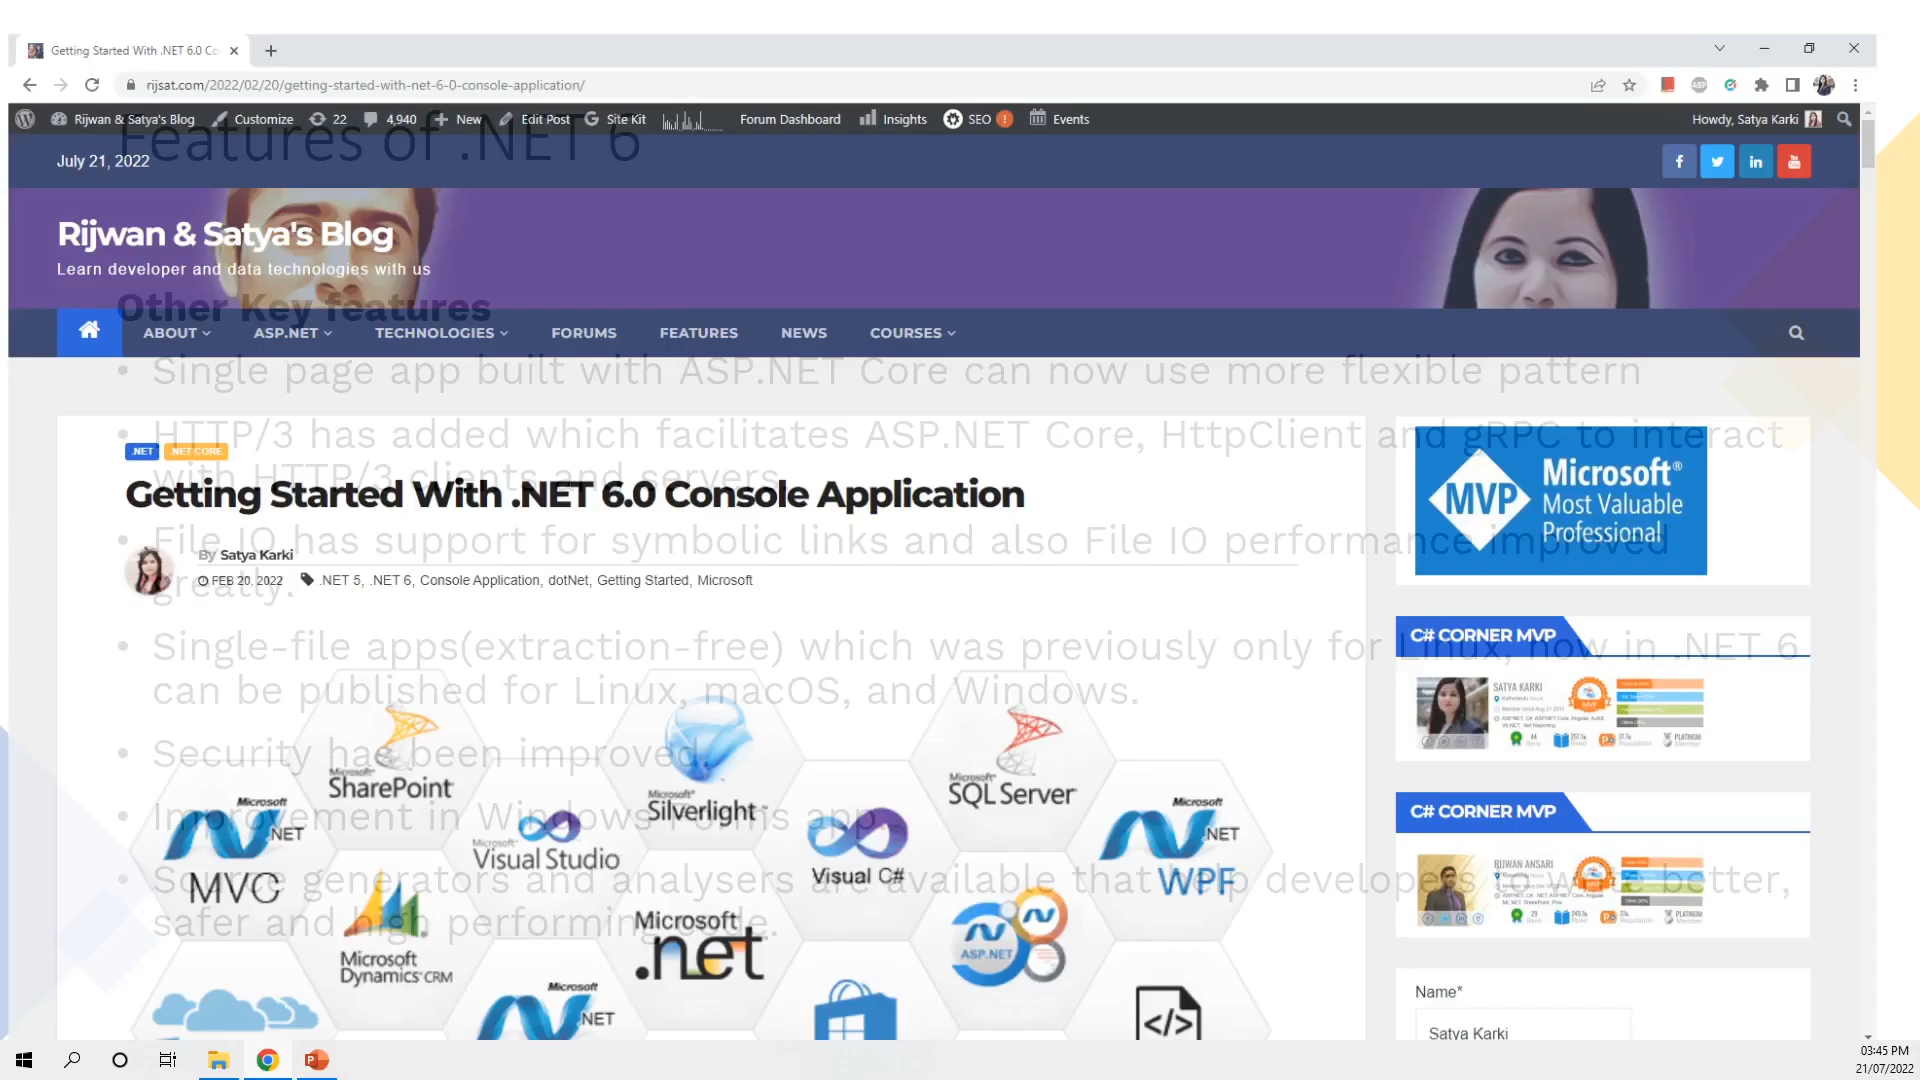 Getting Started With .NET 6.0 Co
rijsat.com/2022/02/20/getting-started-with-net-6-0-console-application/
Rijwan & Satya's Blog Customize 22 4,940 New Edit Post Site Kit Forum Dashboard Insights SEO ! Events Howdy, Satya Karki
Features of .NET 6
July 21, 2022
Rijwan & Satya's Blog
Learn developer and data technologies with us
Other Key features
ABOUT ASP.NET TECHNOLOGIES FORUMS FEATURES NEWS COURSES
• Single page app built with ASP.NET Core can now use more flexible pattern
• HTTP/3 has added which facilitates ASP.NET Core, HttpClient and gRPC to interact
with HTTP/3 clients and servers.
.NET .NET CORE
Getting Started With .NET 6.0 Console Application
• File IO has support for symbolic links and also File IO performance improved
greatly.
By Satya Karki
FEB 20, 2022 .NET 5, .NET 6, Console Application, dotNet, Getting Started, Microsoft
• Single-file apps(extraction-free) which was previously only for Linux, now in .NET 6
can be published for Linux, macOS, and Windows.
• Security has been improved.
• Improvement in Windows Forms app
• Source generators and analysers are available that help developers to write better,
safer and high performing code.
Microsoft SharePoint
Microsoft Silverlight
Microsoft SQL Server
Microsoft .NET MVC
Microsoft Visual Studio
Visual C#
Microsoft .NET WPF
Microsoft Dynamics CRM
Microsoft .net
ASP.NET
Microsoft .NET
</>
MVP Microsoft®
Most Valuable
Professional
C# CORNER MVP
SATYA KARKI
PLATINUM
C# CORNER MVP
RIJWAN ANSARI
PLATINUM
Name*
Satya Karki
03:45 PM
21/07/2022